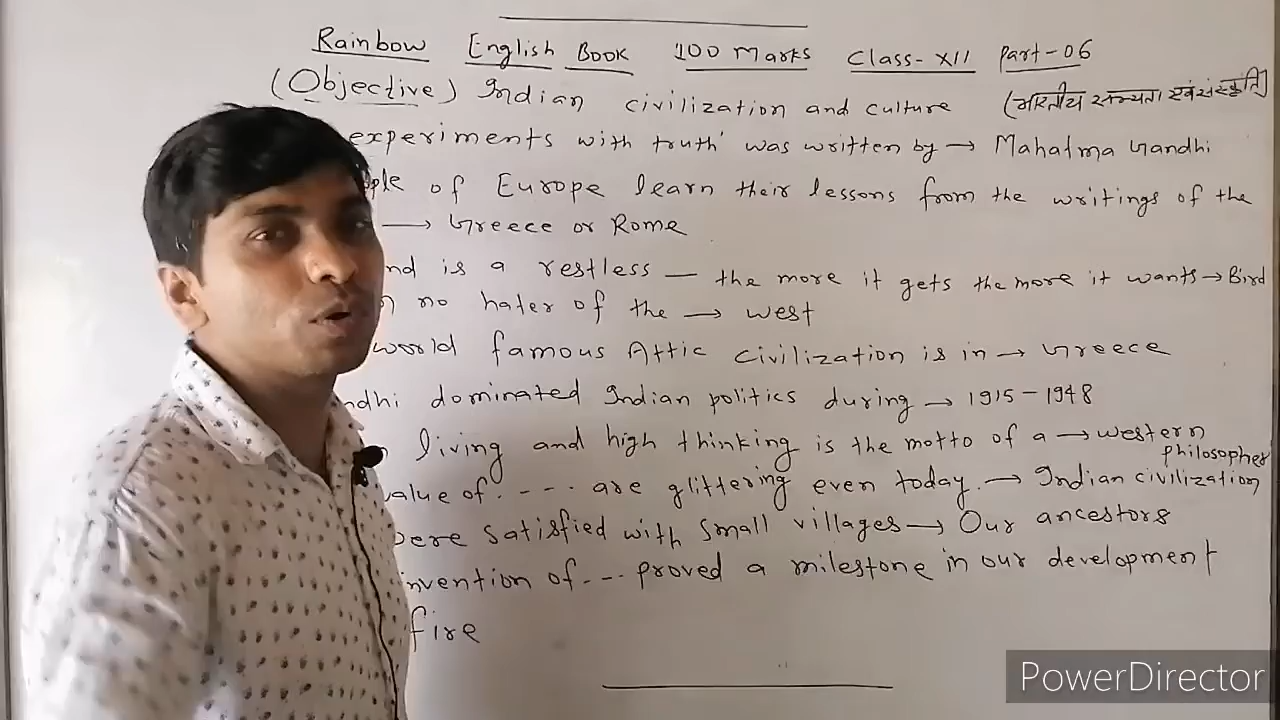 Rainbow English Book 100 Marks Class-XII Part-06
(Objective) Indian civilization and culture (भारतीय सभ्यता एवं संस्कृति)
experiments with truth' was written by → Mahatma Gandhi
ple of Europe learn their lessons from the writings of the
→ Greece or Rome
nd is a restless — the more it gets the more it wants → Bird
no hater of the → west
world famous Attic civilization is in → Greece
ndhi dominated Indian politics during → 1915-1948
living and high thinking is the motto of a → western
philosopher
value of .---- are glittering even today. → Indian civilization
were satisfied with small villages → Our ancestors
invention of --- proved a milestone in our development
fire
PowerDirector